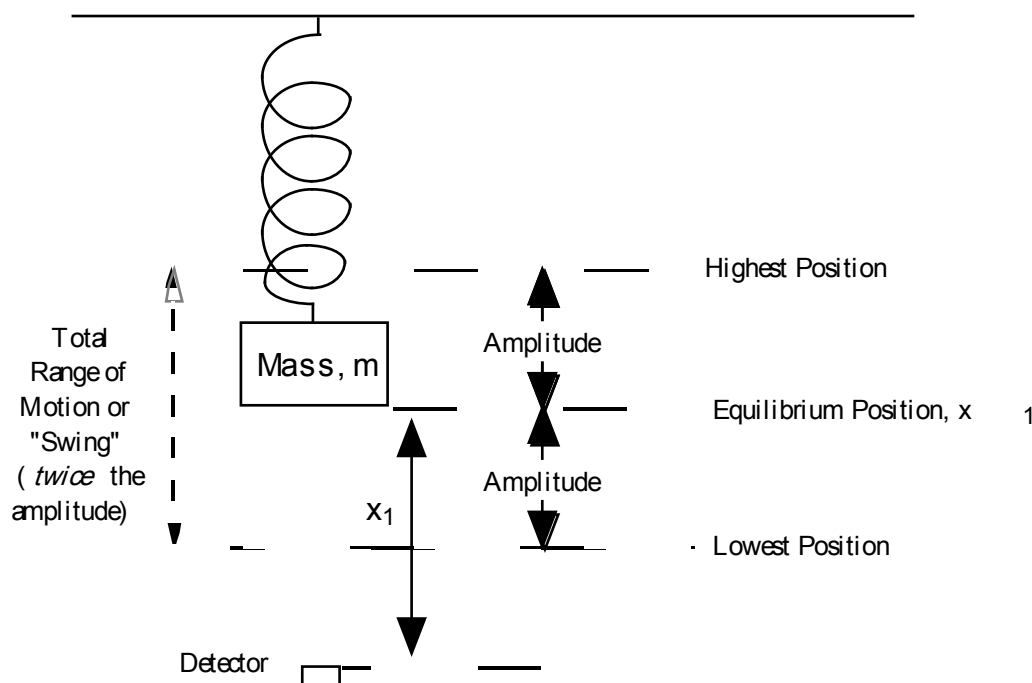 Highest Position
Total
Range of
Motion or
"Swing"
( twice the
amplitude)
Amplitude
Mass, m
Equilibrium Position, x 1
Amplitude
x1
Lowest Position
Detector